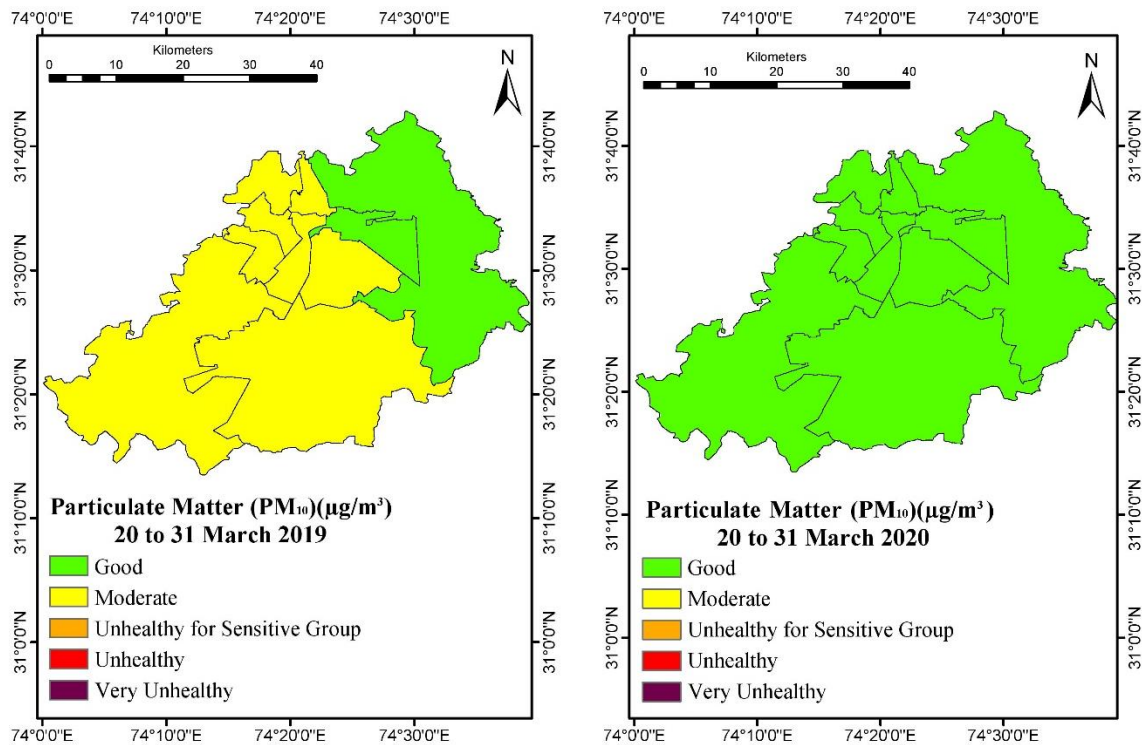 74°0'0"E 74°10'0"E 74°20'0"E 74°30'0"E
Kilometers
0 10 20 30 40
N
31°40'0"N 31°40'0"N
31°30'0"N 31°30'0"N
31°20'0"N 31°20'0"N
31°10'0"N 31°10'0"N
31°0'0"N 31°0'0"N
Particulate Matter (PM₁₀)(µg/m³)
20 to 31 March 2019
Good
Moderate
Unhealthy for Sensitive Group
Unhealthy
Very Unhealthy
74°0'0"E 74°10'0"E 74°20'0"E 74°30'0"E
74°0'0"E 74°10'0"E 74°20'0"E 74°30'0"E
Kilometers
0 10 20 30 40
N
31°40'0"N 31°40'0"N
31°30'0"N 31°30'0"N
31°20'0"N 31°20'0"N
31°10'0"N 31°10'0"N
31°0'0"N 31°0'0"N
Particulate Matter (PM₁₀)(µg/m³)
20 to 31 March 2020
Good
Moderate
Unhealthy for Sensitive Group
Unhealthy
Very Unhealthy
74°0'0"E 74°10'0"E 74°20'0"E 74°30'0"E